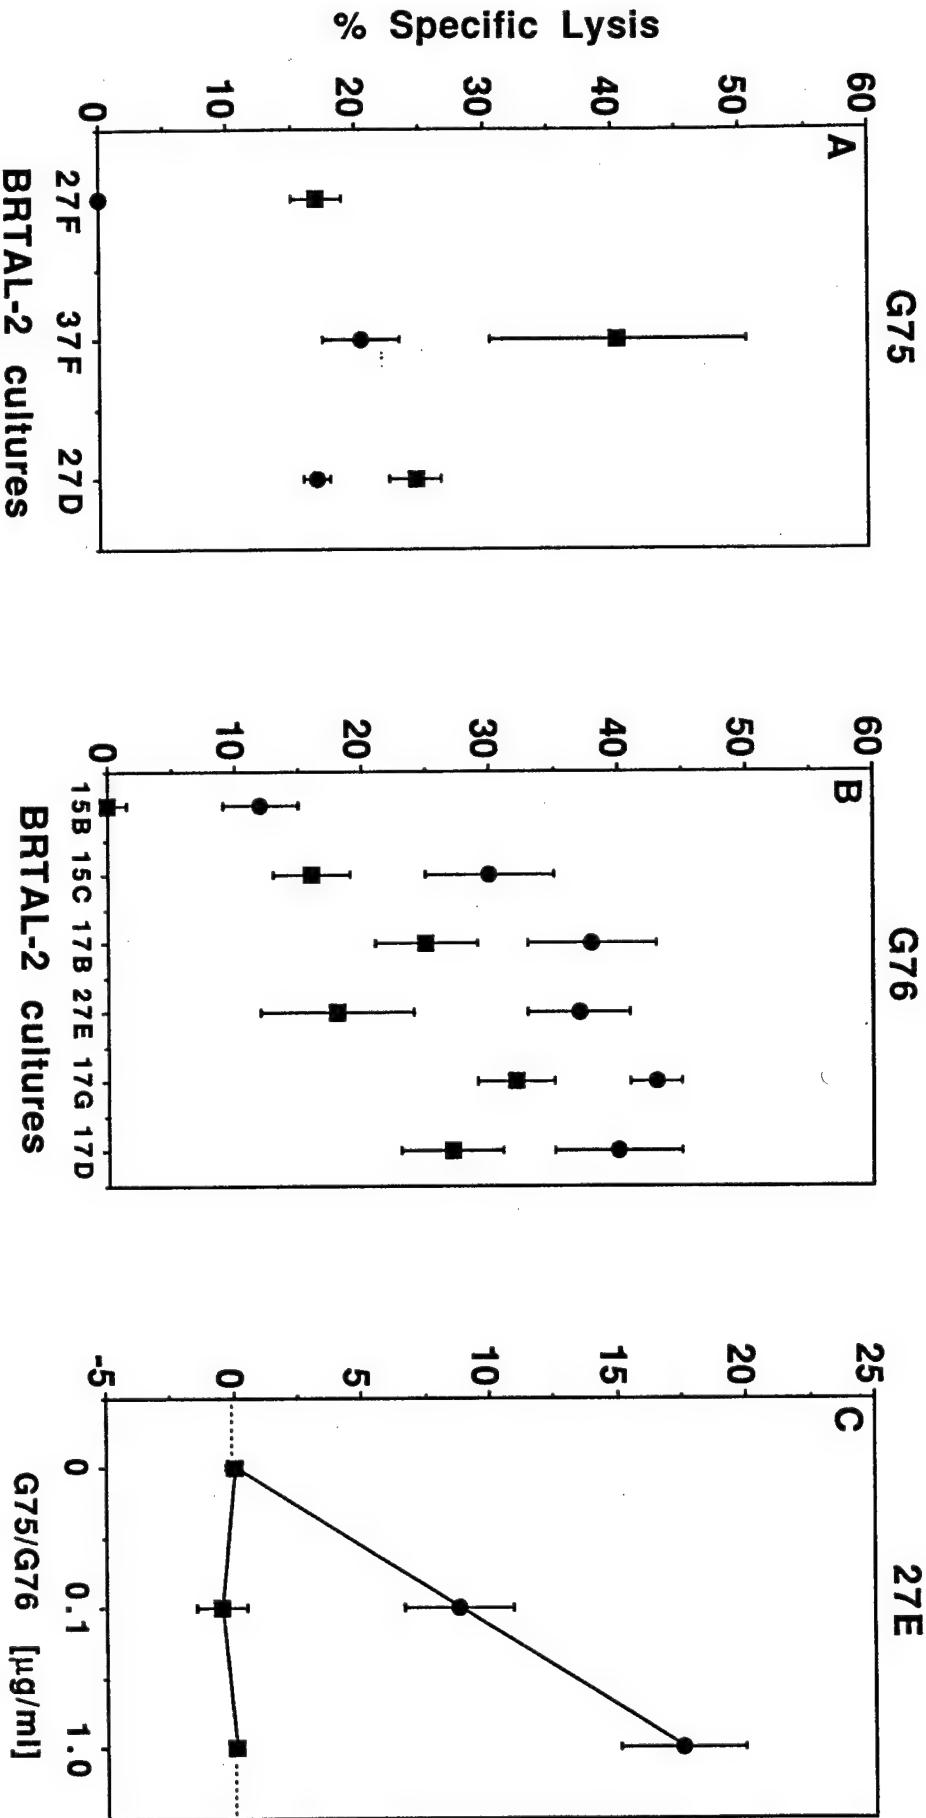 % Specific Lysis
G75
A
60
50
40
30
20
10
0
27F 37F 27D
BRTAL-2 cultures
G76
B
60
50
40
30
20
10
0
15B 15C 17B 27E 17G 17D
BRTAL-2 cultures
27E
C
25
20
15
10
5
0
-5
0 0.1 1.0
G75/G76 [µg/ml]